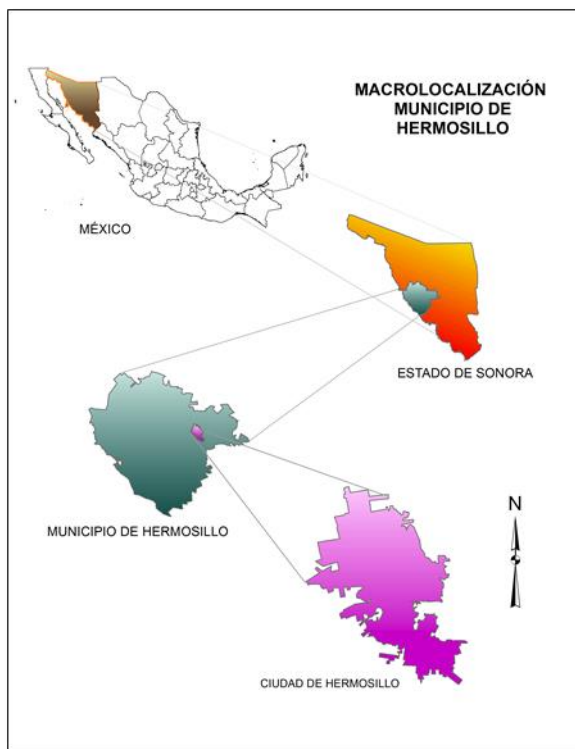 MACROLOCALIZACIÓN
MUNICIPIO DE
HERMOSILLO
MÉXICO
ESTADO DE SONORA
MUNICIPIO DE HERMOSILLO
N
CIUDAD DE HERMOSILLO